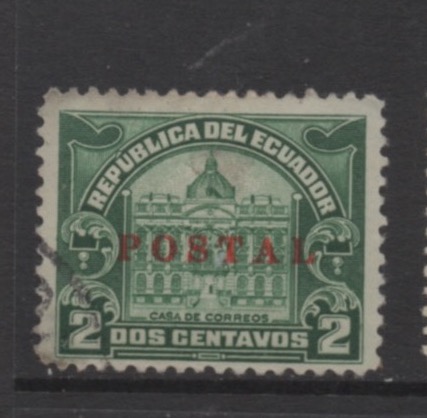 REPUBLICA DEL ECUADOR
POSTAL
CASA DE CORREOS
2 DOS CENTAVOS 2